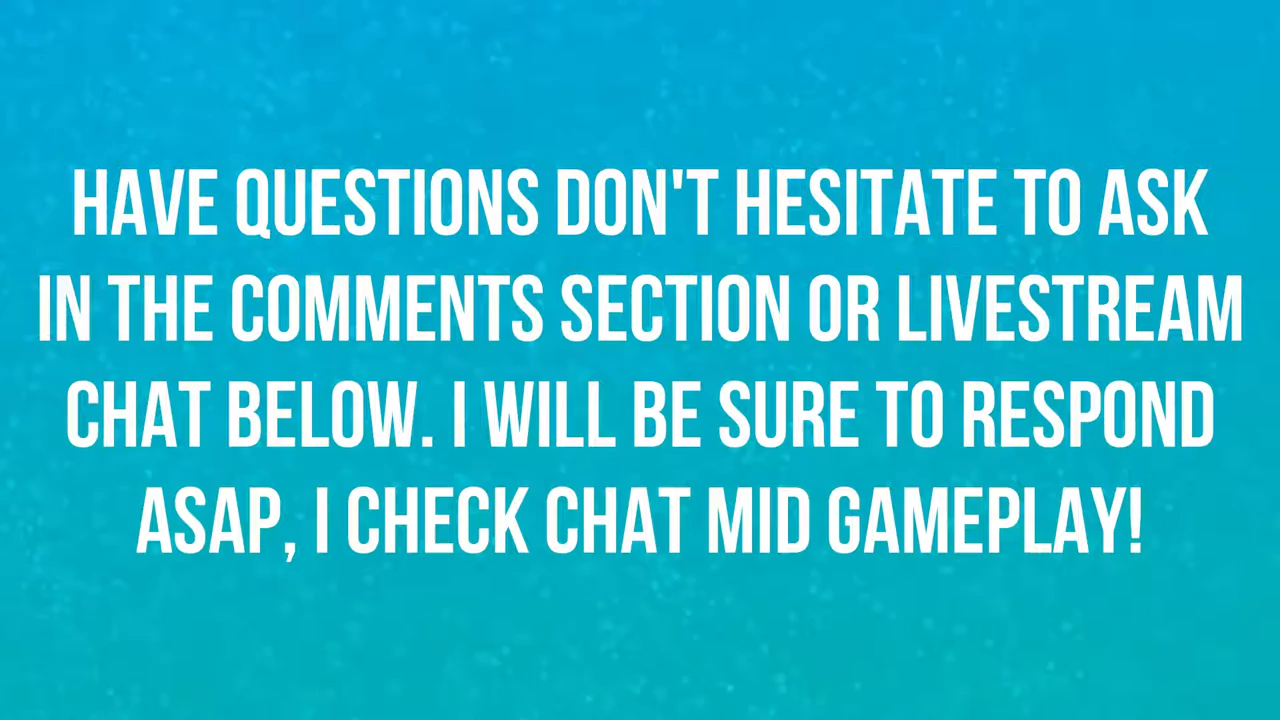 HAVE QUESTIONS DON'T HESITATE TO ASK
IN THE COMMENTS SECTION OR LIVESTREAM
CHAT BELOW. I WILL BE SURE TO RESPOND
ASAP, I CHECK CHAT MID GAMEPLAY!